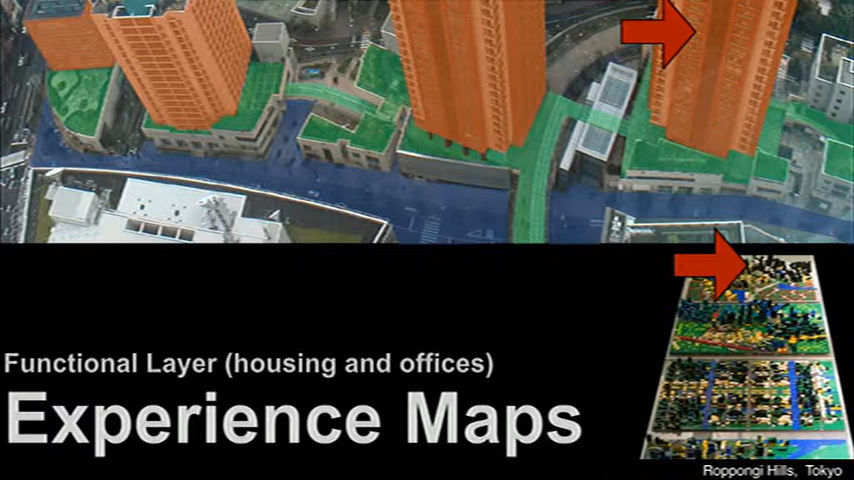 Functional Layer (housing and offices)
Experience Maps
Roppongi Hills, Tokyo